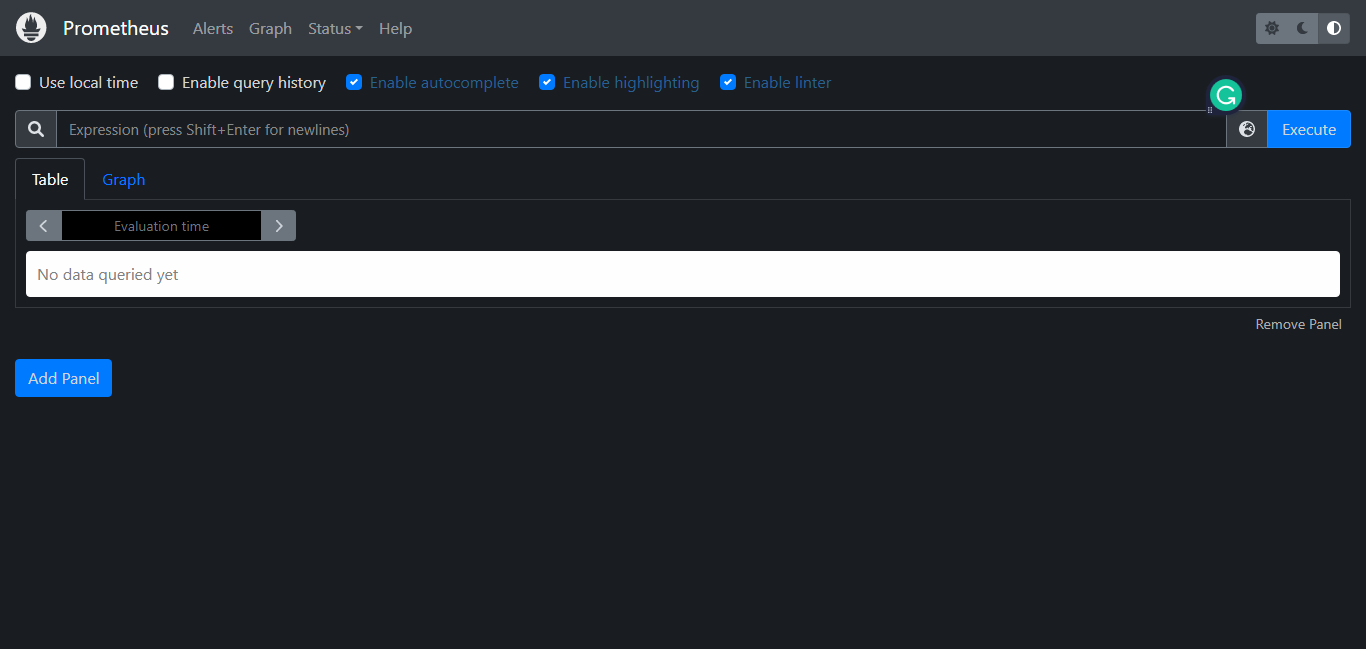 Prometheus Alerts Graph Status Help
Use local time Enable query history Enable autocomplete Enable highlighting Enable linter
Expression (press Shift+Enter for newlines) Execute
Table Graph
Evaluation time
No data queried yet
Remove Panel
Add Panel